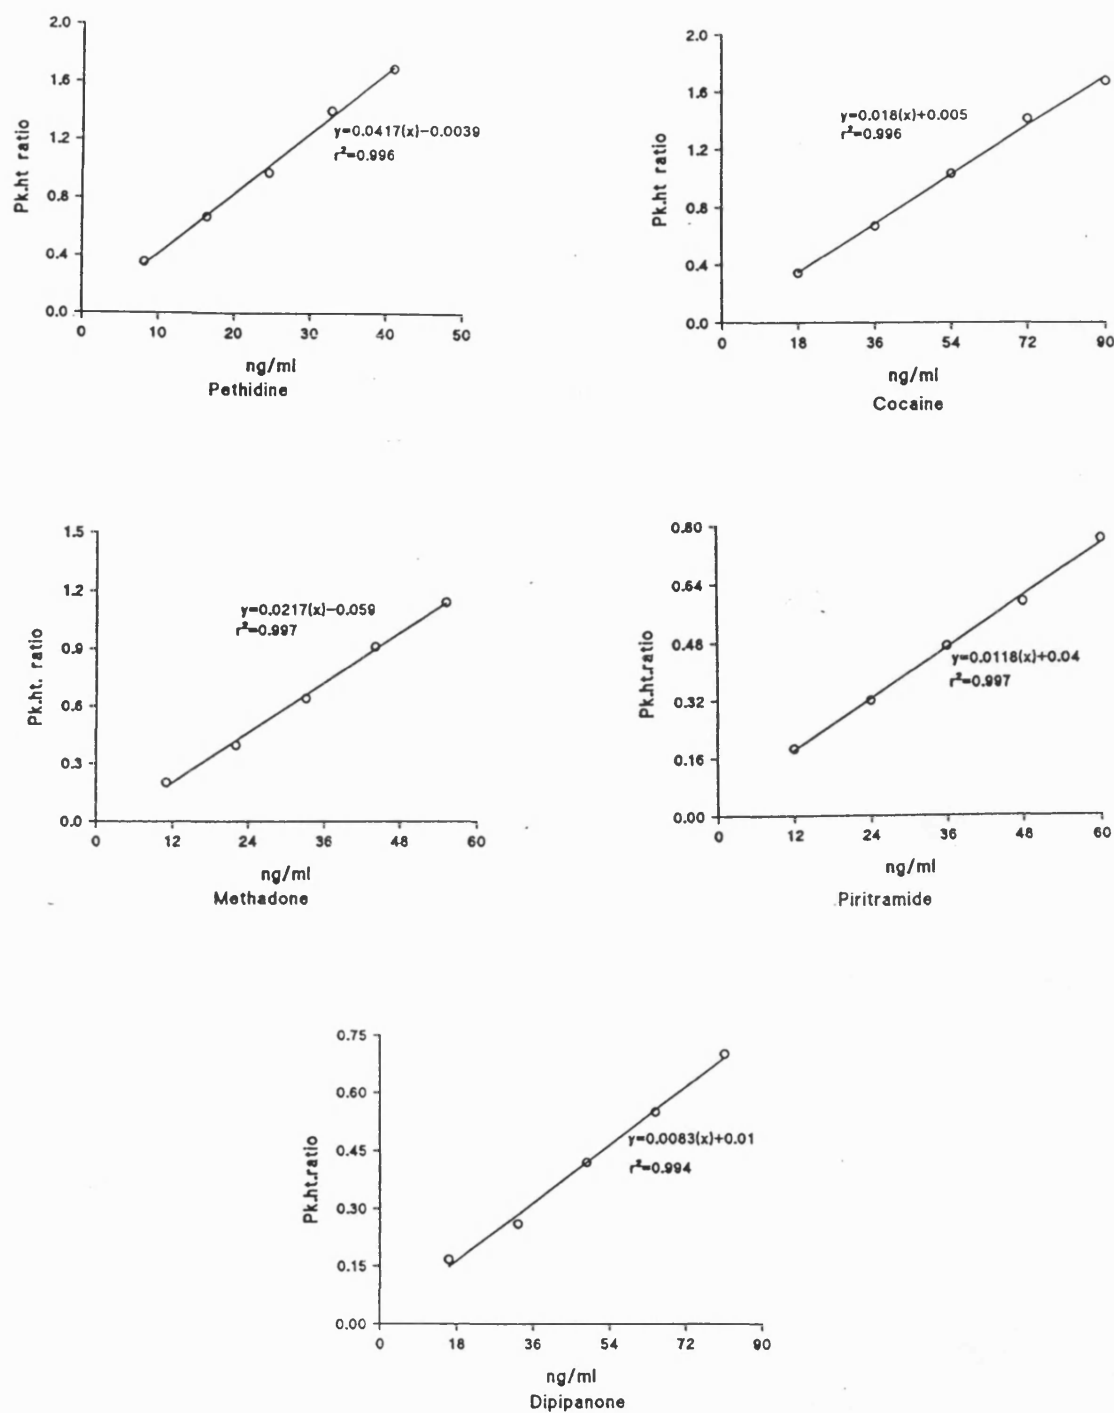 2.0
1.6
1.2
0.8
0.4
0.0
Pk.ht ratio
y=0.0417(x)−0.0039
r²=0.996
0 10 20 30 40 50
ng/ml
Pethidine
2.0
1.6
1.2
0.8
0.4
0.0
Pk.ht ratio
y=0.018(x)+0.005
r²=0.996
0 18 36 54 72 90
ng/ml
Cocaine
1.5
1.2
0.9
0.6
0.3
0.0
Pk.ht. ratio
y=0.0217(x)−0.059
r²=0.997
0 12 24 36 48 60
ng/ml
Methadone
0.80
0.64
0.48
0.32
0.16
0.00
Pk.ht.ratio
y=0.0118(x)+0.04
r²=0.997
0 12 24 36 48 60
ng/ml
Piritramide
0.75
0.60
0.45
0.30
0.15
0.00
Pk.ht.ratio
y=0.0083(x)+0.01
r²=0.994
0 18 36 54 72 90
ng/ml
Dipipanone